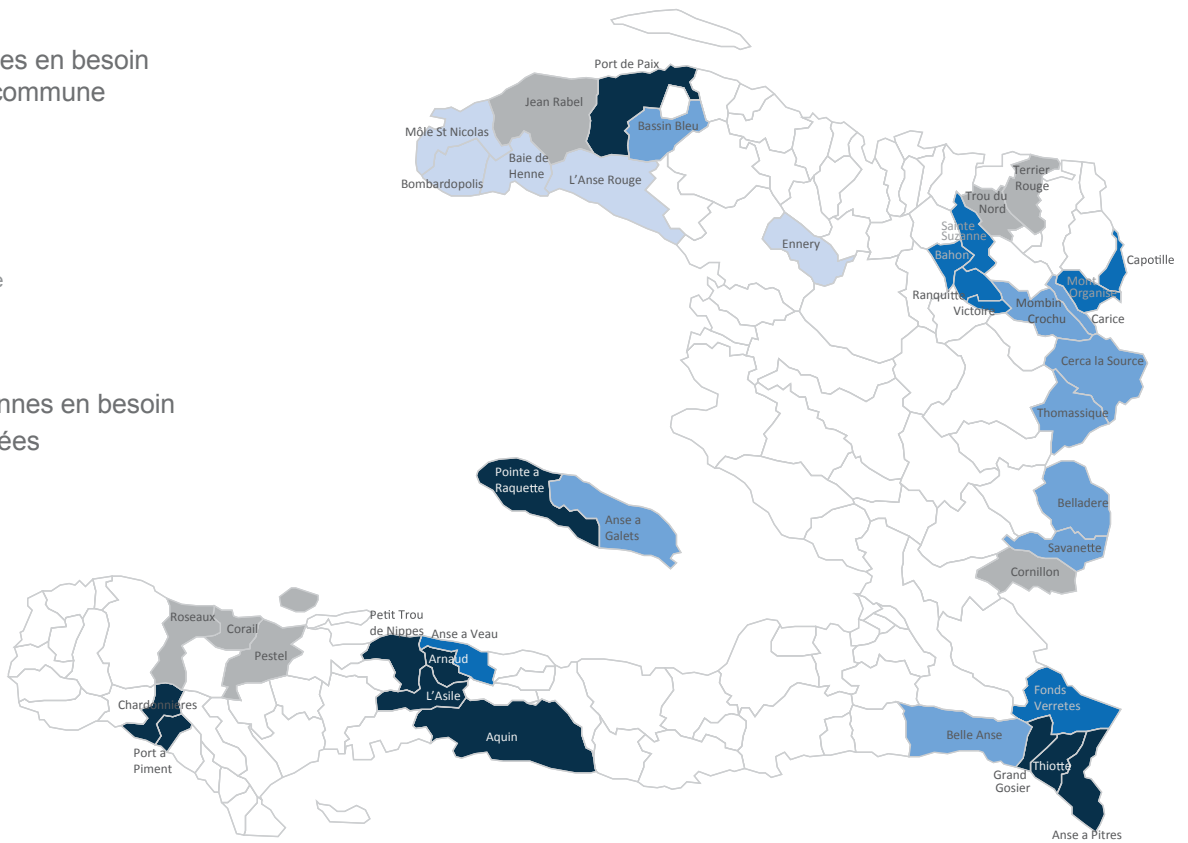 es en besoin
commune
e
nnes en besoin
ées
Port de Paix
Jean Rabel
Bassin Bleu
Môle St Nicolas
Baie de
Henne
Bombardopolis
L'Anse Rouge
Ennery
Terrier
Rouge
Trou du
Nord
Sainte
Suzanne
Bahon
Capotille
Mont
Organisé
Ranquitte
Victoire
Mombin
Crochu
Carice
Cerca la Source
Thomassique
Pointe a
Raquette
Anse a
Galets
Belladere
Savanette
Cornillon
Roseaux
Corail
Pestel
Petit Trou
de Nippes
Anse a Veau
Arnaud
L'Asile
Chardonnieres
Port a
Piment
Aquin
Fonds
Verretes
Belle Anse
Thiotte
Grand
Gosier
Anse a Pitres